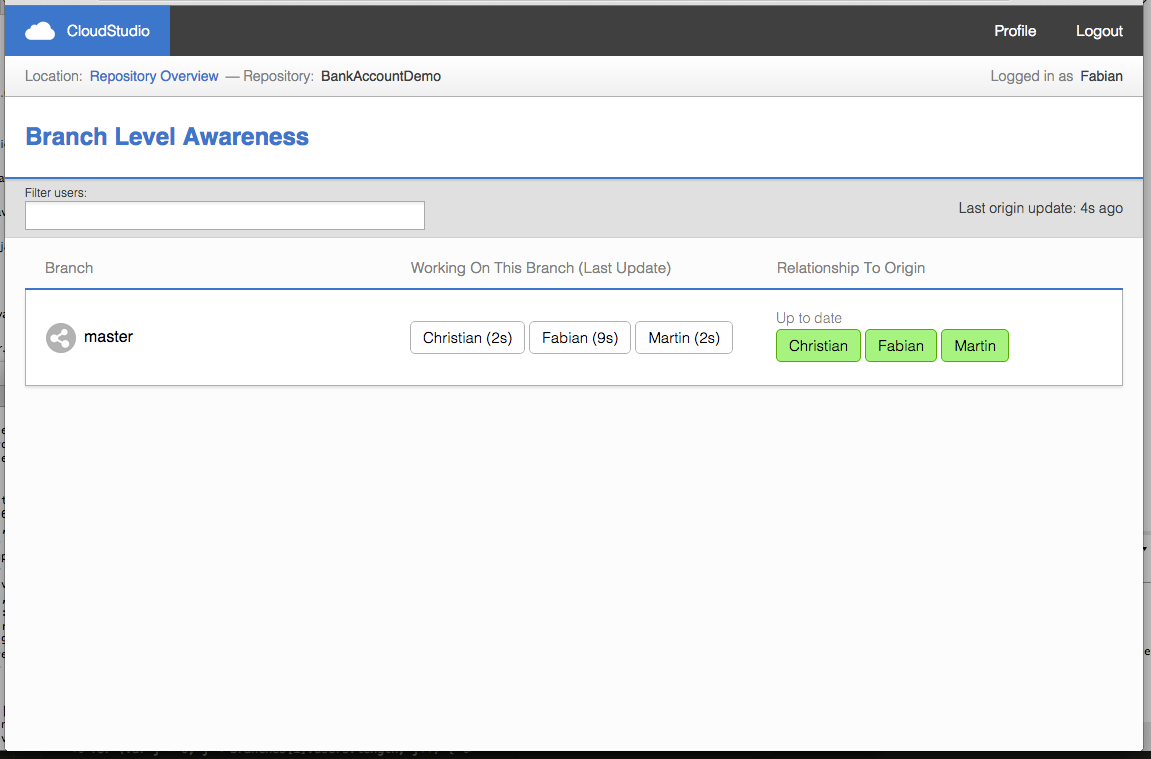 CloudStudio Profile Logout
Location: Repository Overview — Repository: BankAccountDemo Logged in as Fabian
Branch Level Awareness
Filter users:
Last origin update: 4s ago
Branch Working On This Branch (Last Update) Relationship To Origin
Up to date
master Christian (2s) Fabian (9s) Martin (2s) Christian Fabian Martin